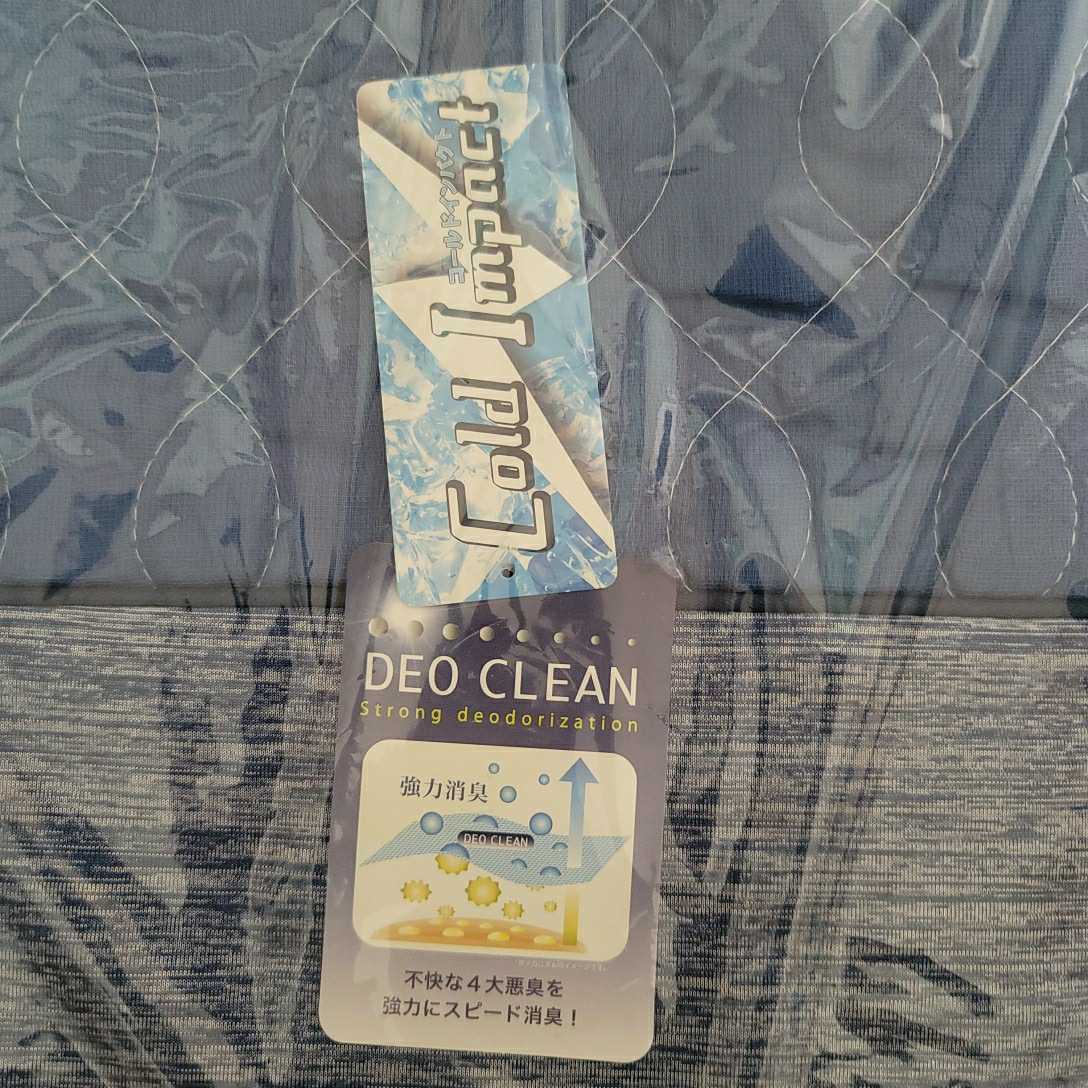 Cold Impact
コールドインパクト
DEO CLEAN
Strong deodorization
強力消臭
DEO CLEAN
不快な4大悪臭を
強力にスピード消臭!